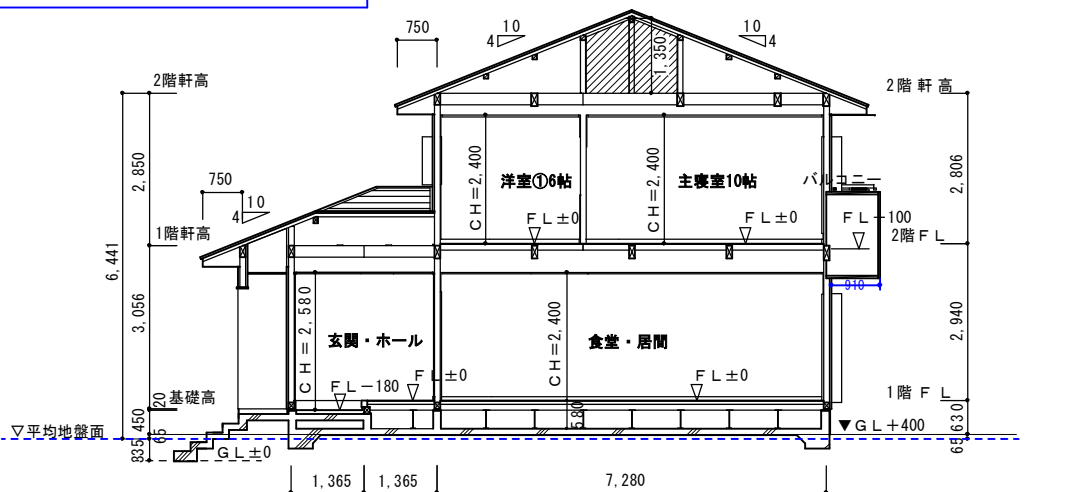 750
10
4
10
4
1,350
2階軒高
2階軒高
2,850
CH=2,400
洋室①6帖
CH=2,400
主寝室10帖
バルコニー
2,806
750
10
4
FL±0
FL±0
FL-100
1階軒高
2階FL
6,441
910
3,056
CH=2,580
玄関・ホール
CH=2,400
食堂・居間
2,940
FL-180
FL±0
FL±0
1階FL
20
基礎高
580
450
630
▽平均地盤面
65
▼GL+400
65
835
GL±0
1,365
1,365
7,280